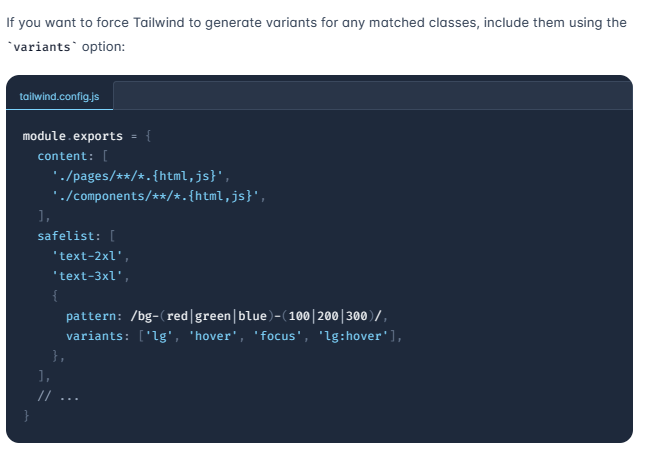 If you want to force Tailwind to generate variants for any matched classes, include them using the
`variants` option:
tailwind.config.js
module.exports = {
  content: [
    './pages/**/*.{html,js}',
    './components/**/*.{html,js}',
  ],
  safelist: [
    'text-2xl',
    'text-3xl',
    {
      pattern: /bg-(red|green|blue)-(100|200|300)/,
      variants: ['lg', 'hover', 'focus', 'lg:hover'],
    },
  ],
  // ...
}